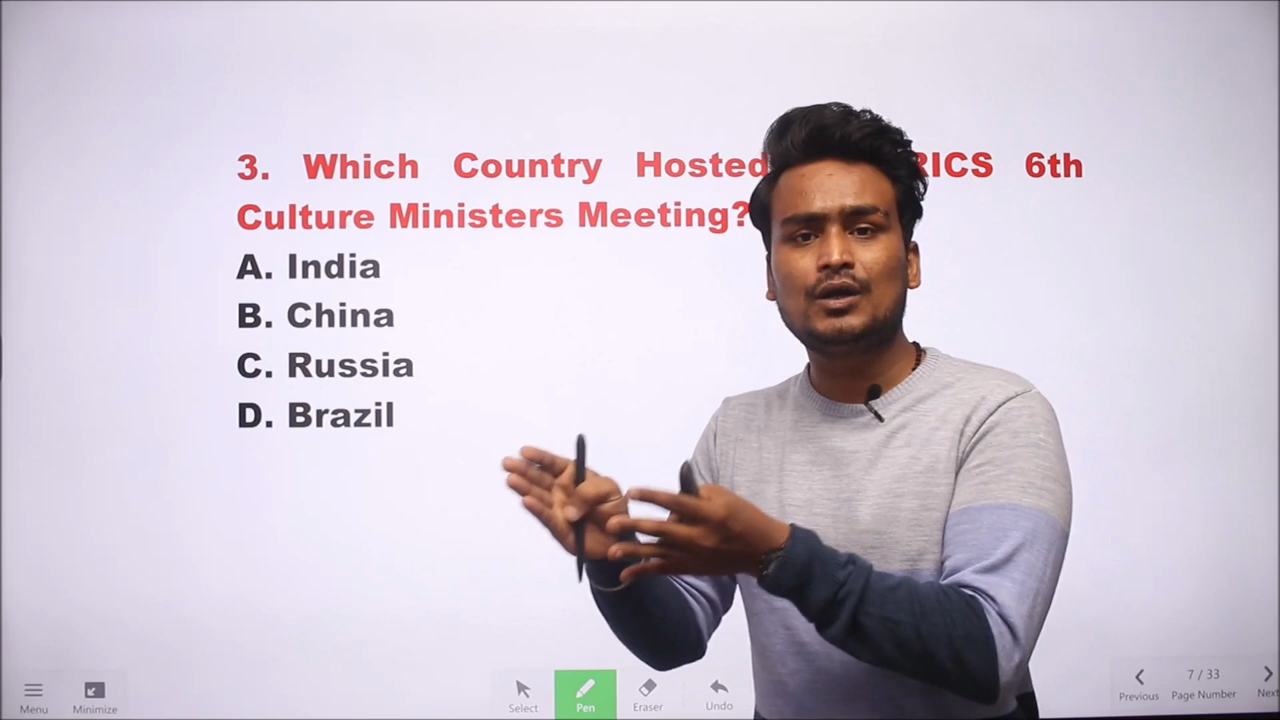 3. Which Country Hosted RICS 6th
Culture Ministers Meeting?
A. India
B. China
C. Russia
D. Brazil
Menu
Minimize
Select
Pen
Eraser
Undo
Previous
7 / 33
Page Number
Next